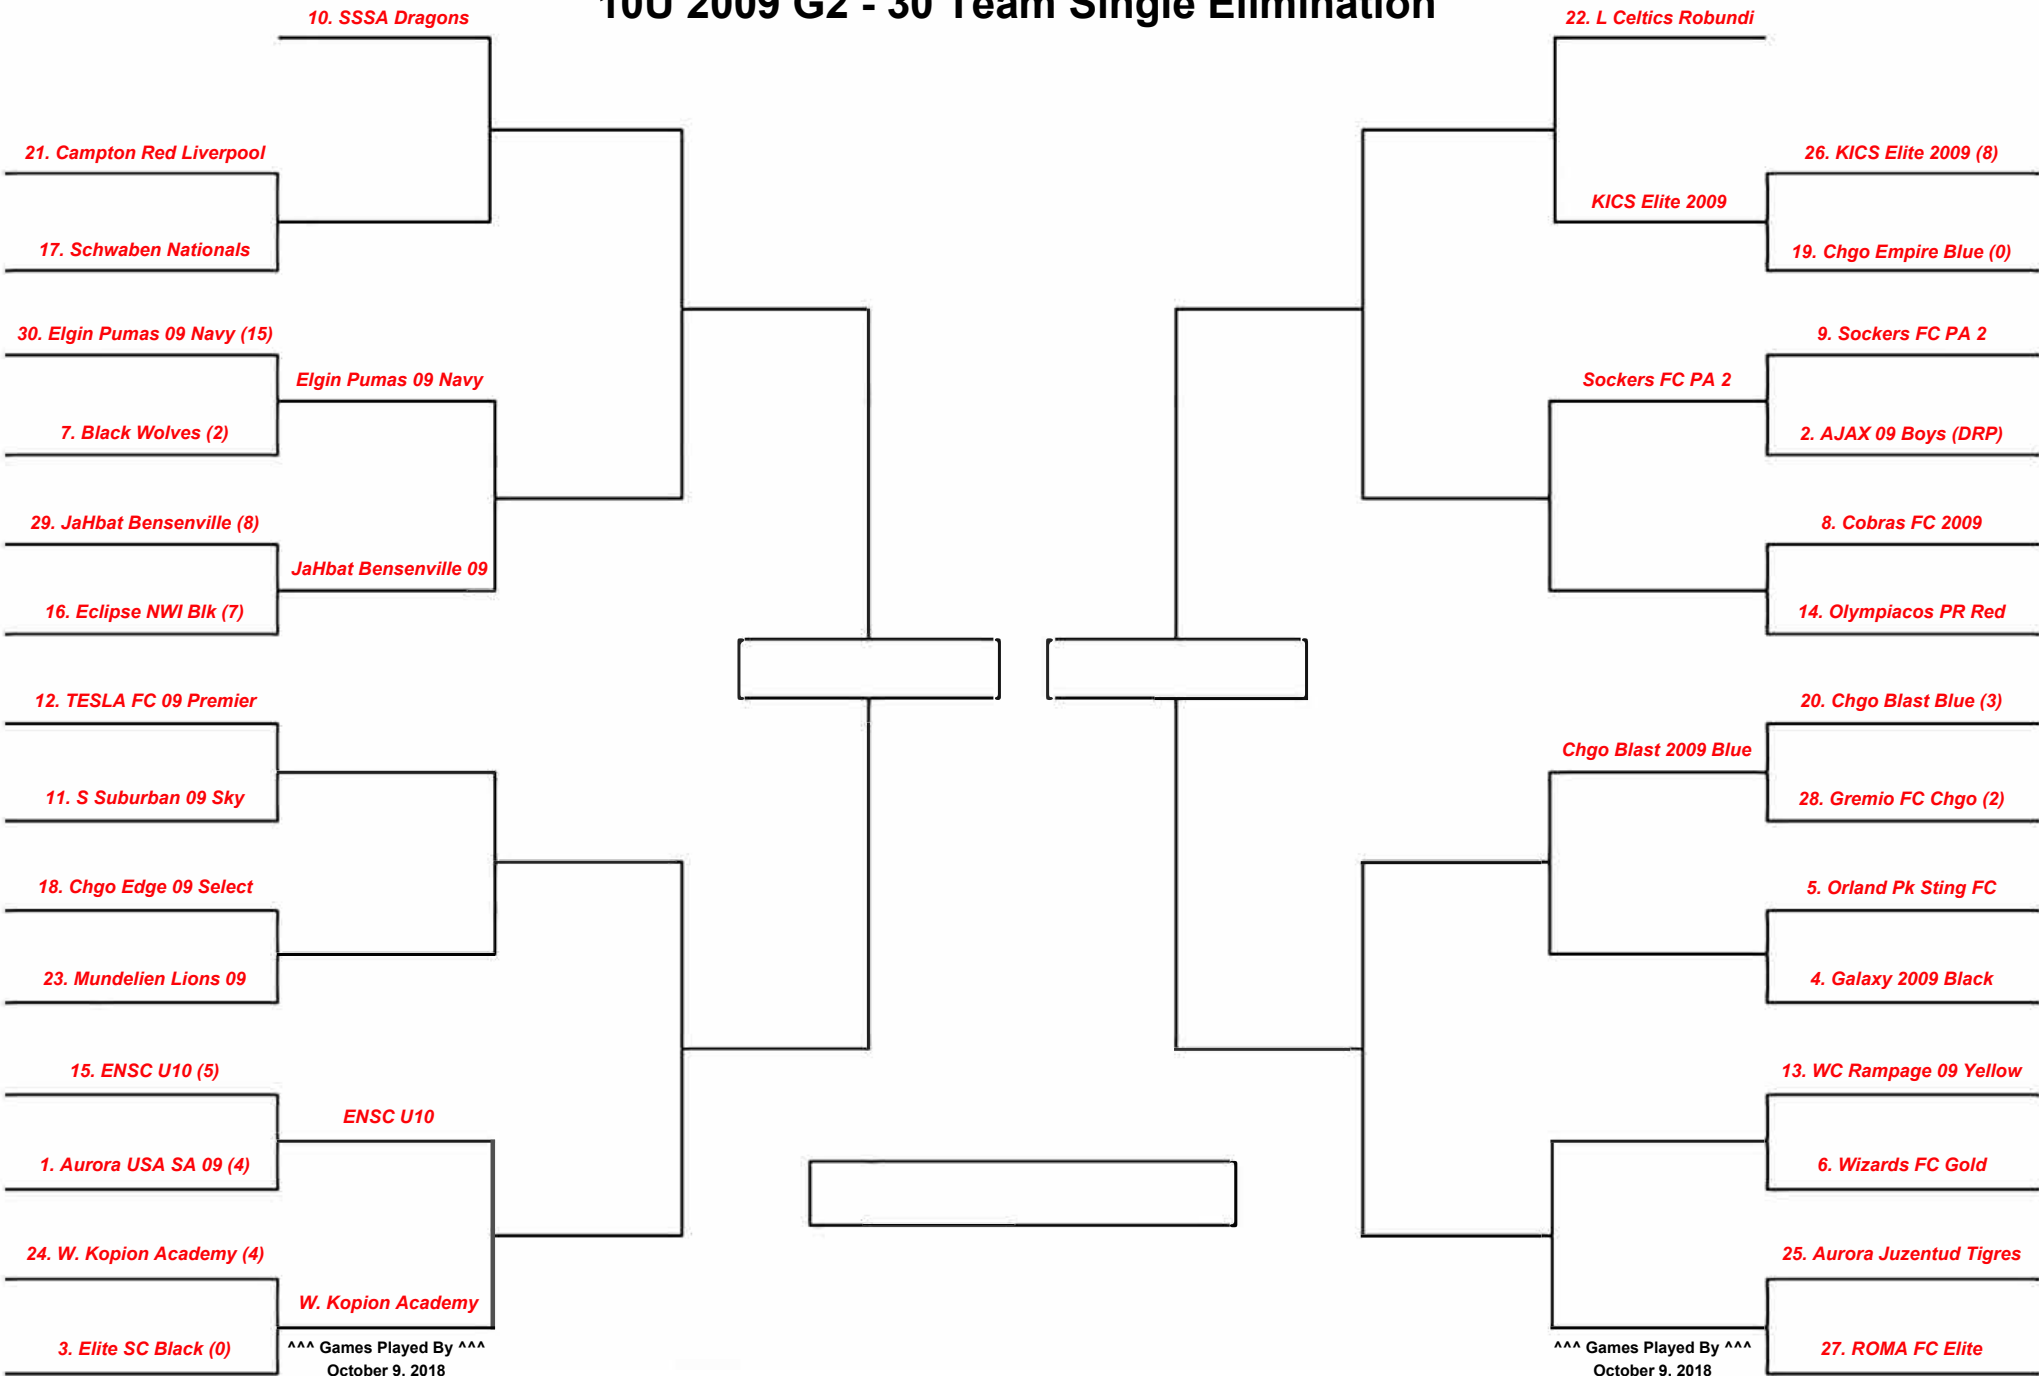 10U 2009 G2 - 30 Team Single Elimination
10. SSSA Dragons
21. Campton Red Liverpool
17. Schwaben Nationals
30. Elgin Pumas 09 Navy (15)
Elgin Pumas 09 Navy
7. Black Wolves (2)
29. JaHbat Bensenville (8)
JaHbat Bensenville 09
16. Eclipse NWI Blk (7)
12. TESLA FC 09 Premier
11. S Suburban 09 Sky
18. Chgo Edge 09 Select
23. Mundelien Lions 09
15. ENSC U10 (5)
ENSC U10
1. Aurora USA SA 09 (4)
24. W. Kopion Academy (4)
W. Kopion Academy
3. Elite SC Black (0)
^^^ Games Played By ^^^
October 9, 2018
22. L Celtics Robundi
26. KICS Elite 2009 (8)
KICS Elite 2009
19. Chgo Empire Blue (0)
9. Sockers FC PA 2
Sockers FC PA 2
2. AJAX 09 Boys (DRP)
8. Cobras FC 2009
14. Olympiacos PR Red
20. Chgo Blast Blue (3)
Chgo Blast 2009 Blue
28. Gremio FC Chgo (2)
5. Orland Pk Sting FC
4. Galaxy 2009 Black
13. WC Rampage 09 Yellow
6. Wizards FC Gold
25. Aurora Juzentud Tigres
27. ROMA FC Elite
^^^ Games Played By ^^^
October 9, 2018